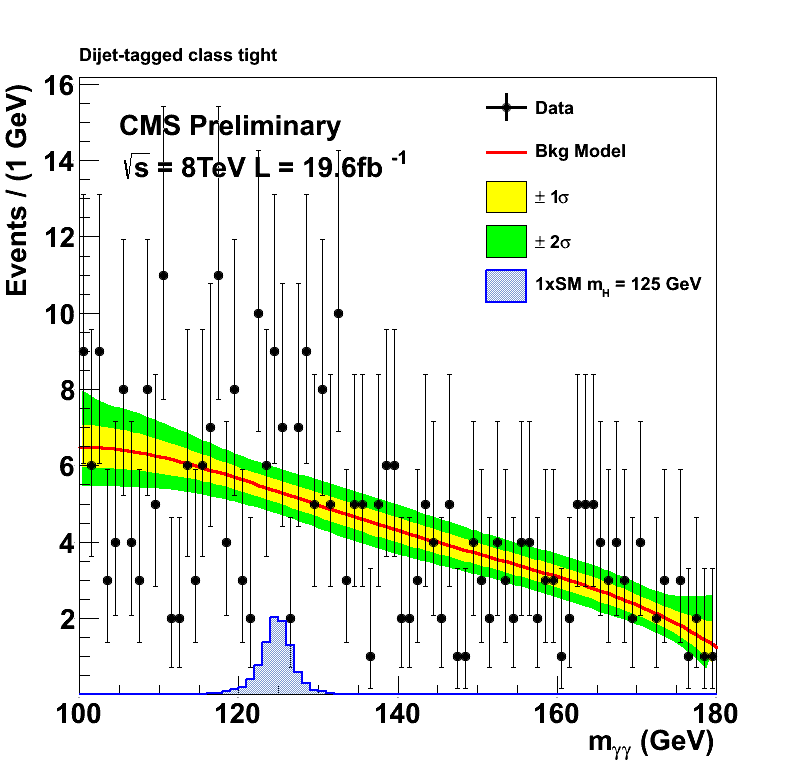 Dijet-tagged class tight
Events / (1 GeV)
16
14
12
10
8
6
4
2
CMS Preliminary
√s = 8TeV L = 19.6fb -1
Data
Bkg Model
± 1σ
± 2σ
1xSM mH = 125 GeV
100 120 140 160 180
mγγ (GeV)